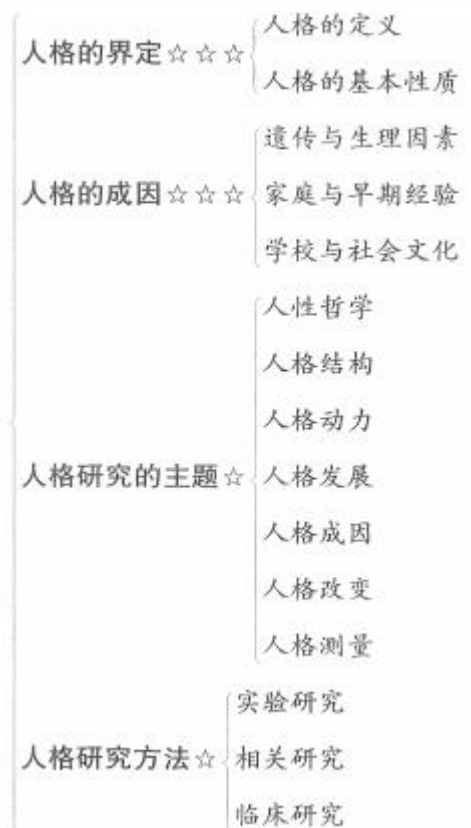 人格的界定☆☆☆
人格的定义
人格的基本性质
人格的成因☆☆☆
遗传与生理因素
家庭与早期经验
学校与社会文化
人格研究的主题☆
人性哲学
人格结构
人格动力
人格发展
人格成因
人格改变
人格测量
人格研究方法☆
实验研究
相关研究
临床研究